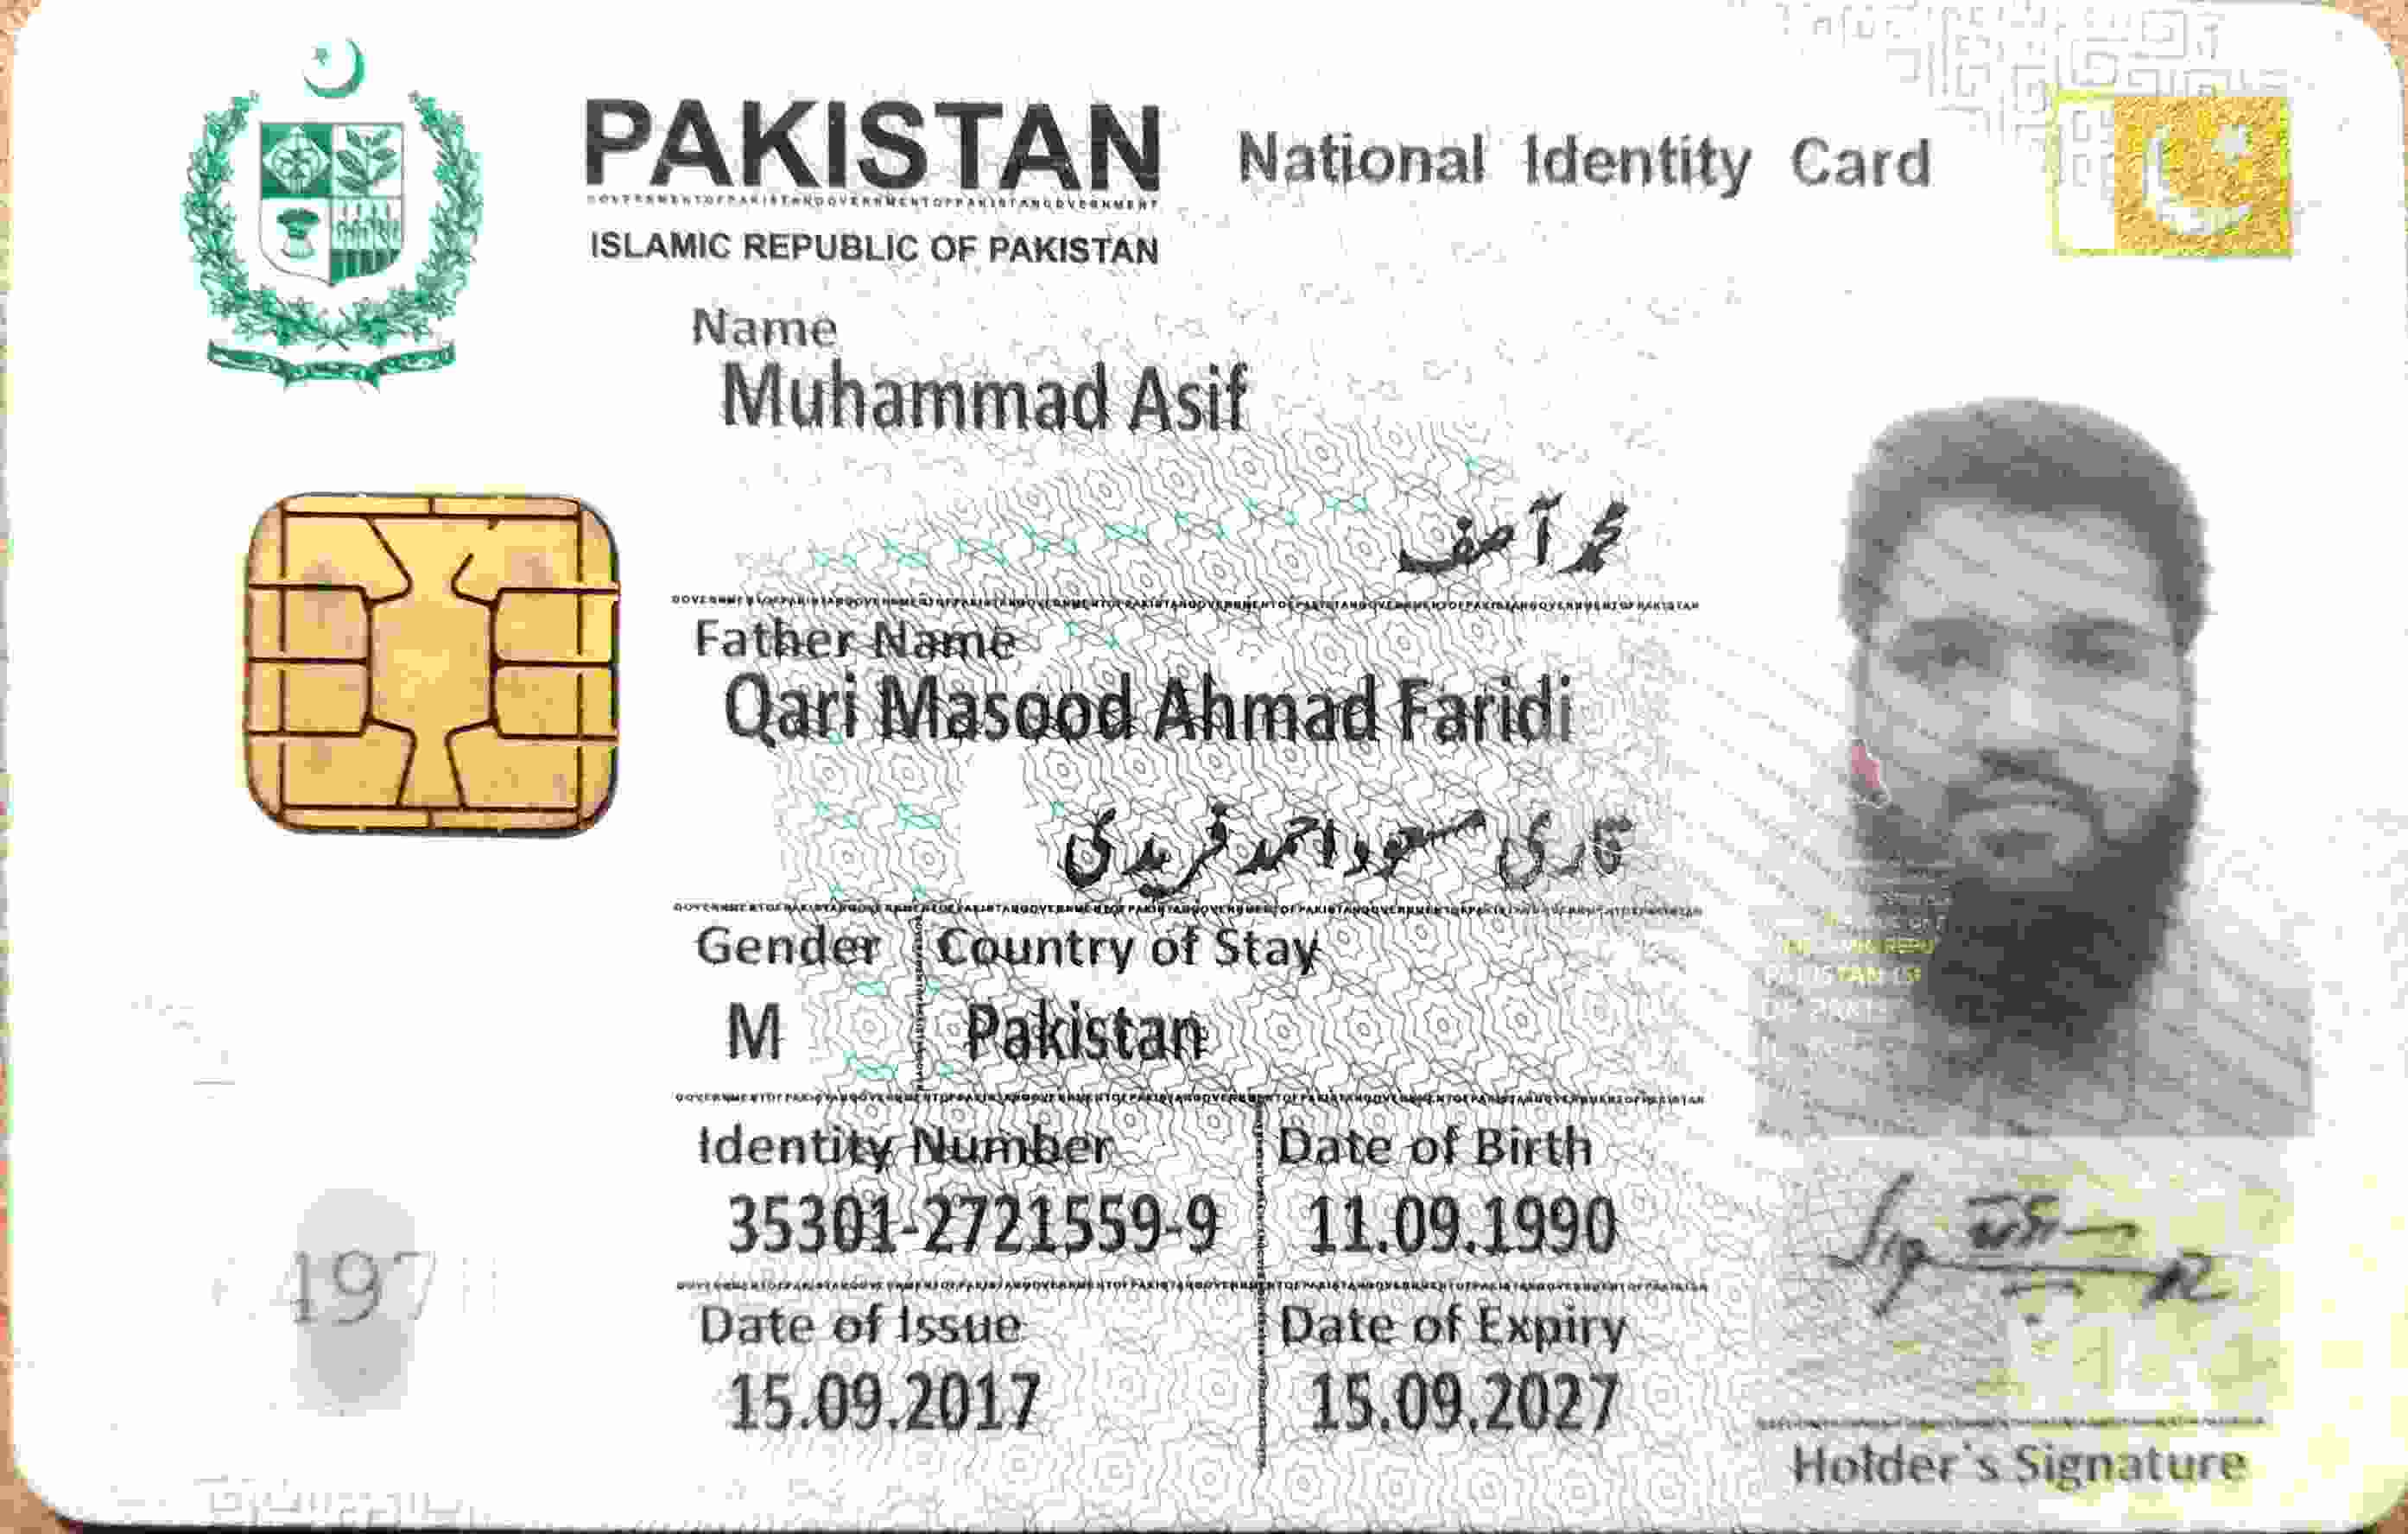 PAKISTAN National Identity Card
ISLAMIC REPUBLIC OF PAKISTAN
Name
Muhammad Asif
محمد آصف
Father Name
Qari Masood Ahmad Faridi
قاری مسعود احمد فریدی
Gender Country of Stay
M Pakistan
Identity Number Date of Birth
35301-2721559-9 11.09.1990
Date of Issue Date of Expiry
15.09.2017 15.09.2027
Holder's Signature